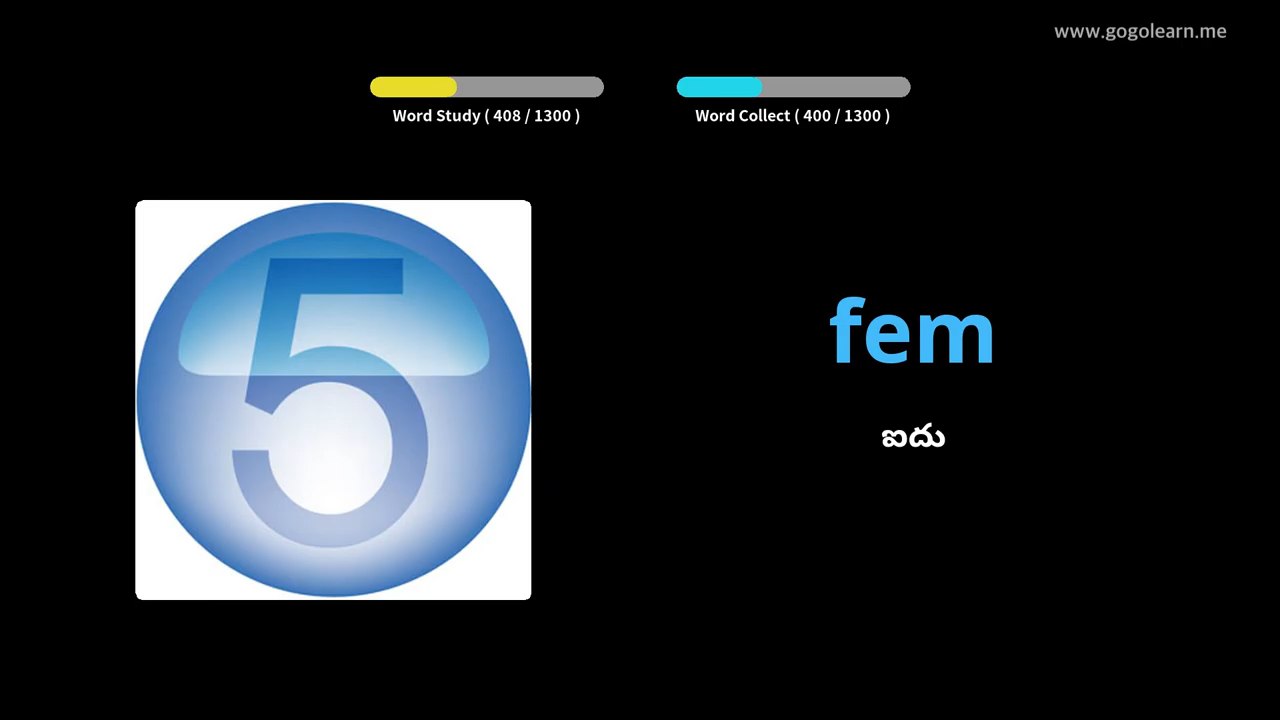 www.gogolearn.me
Word Study ( 408 / 1300 )
Word Collect ( 400 / 1300 )
5
fem
ఐదు